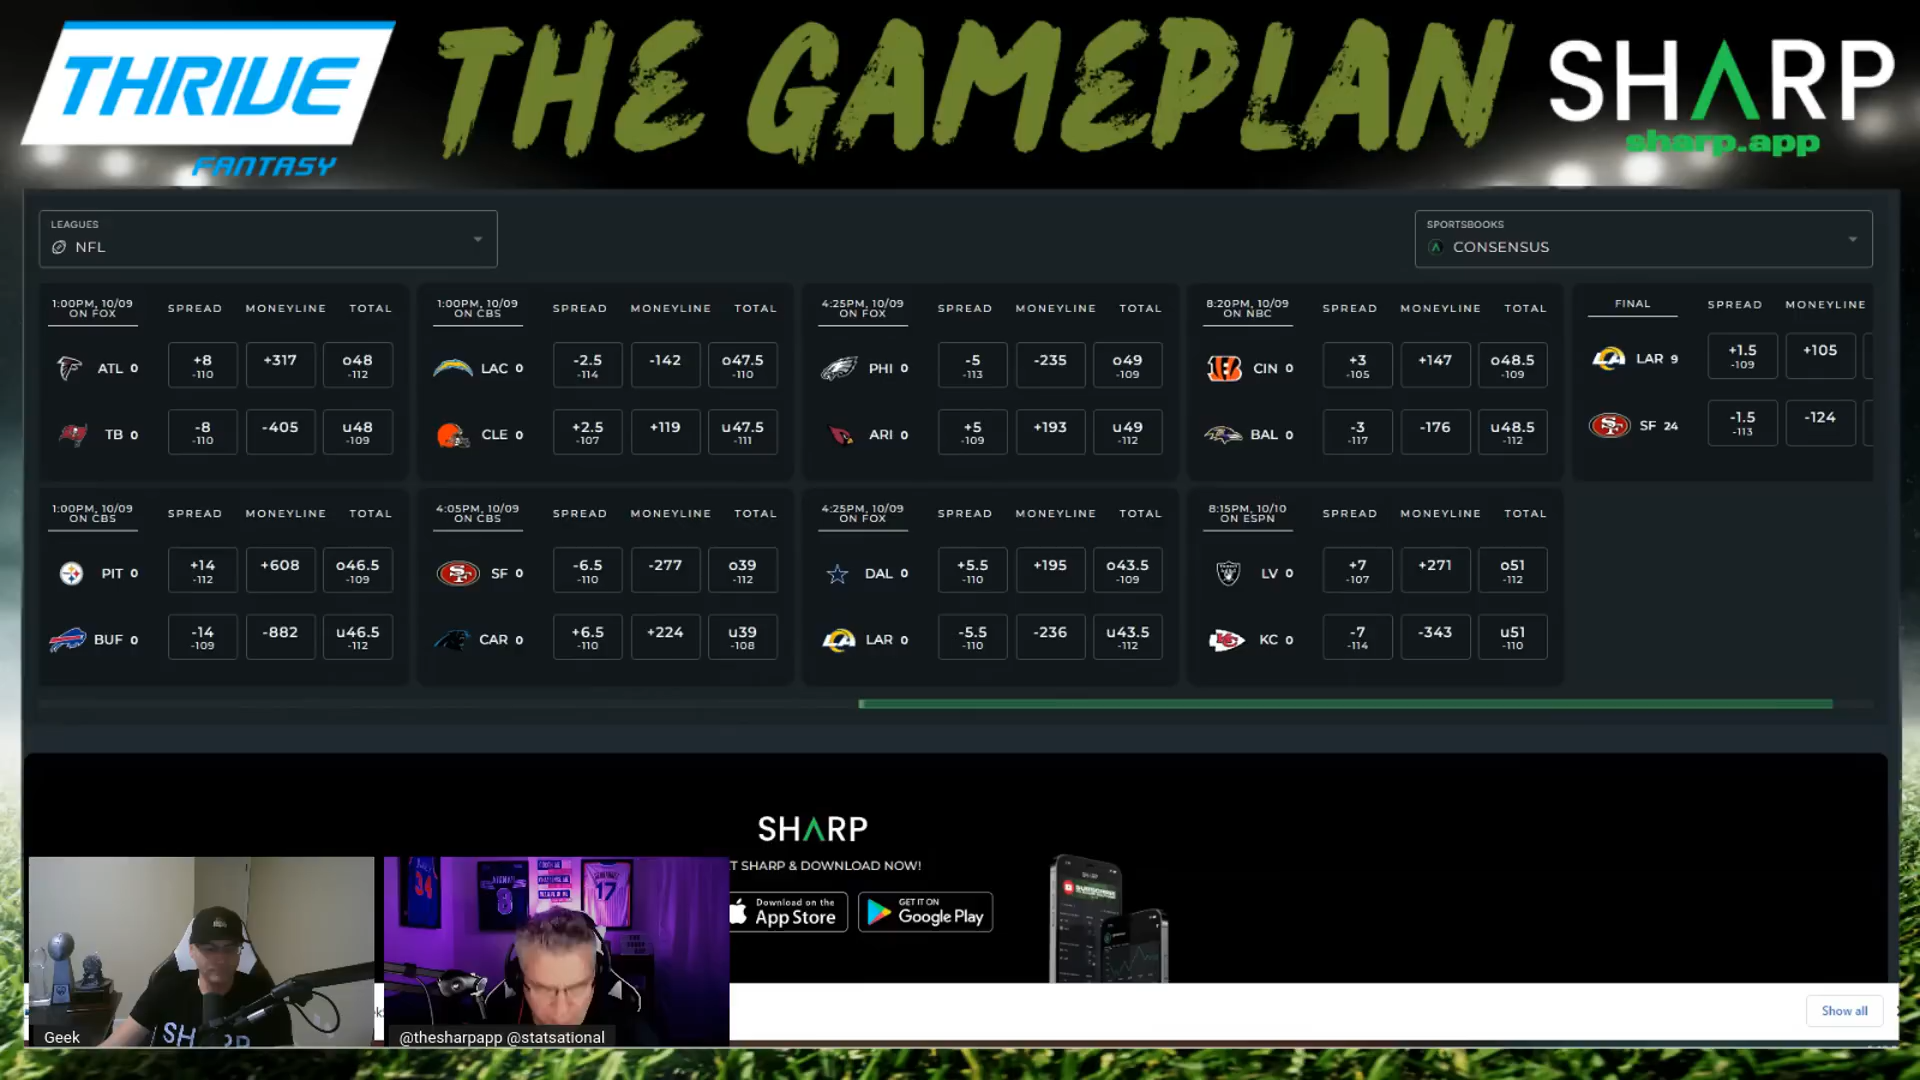 THRIVE
FANTASY
THE GAMEPLAN
SHARP
sharp.app
LEAGUES
NFL
SPORTSBOOKS
CONSENSUS
1:00PM, 10/09
ON FOX
SPREAD MONEYLINE TOTAL
ATL 0 +8 -110 +317 o48 -112
TB 0 -8 -110 -405 u48 -109
1:00PM, 10/09
ON CBS
SPREAD MONEYLINE TOTAL
LAC 0 -2.5 -114 -142 o47.5 -110
CLE 0 +2.5 -107 +119 u47.5 -111
4:25PM, 10/09
ON FOX
SPREAD MONEYLINE TOTAL
PHI 0 -5 -113 -235 o49 -109
ARI 0 +5 -109 +193 u49 -112
8:20PM, 10/09
ON NBC
SPREAD MONEYLINE TOTAL
CIN 0 +3 -105 +147 o48.5 -109
BAL 0 -3 -117 -176 u48.5 -112
FINAL
SPREAD MONEYLINE
LAR 9 +1.5 -109 +105
SF 24 -1.5 -113 -124
1:00PM, 10/09
ON CBS
SPREAD MONEYLINE TOTAL
PIT 0 +14 -112 +608 o46.5 -109
BUF 0 -14 -109 -882 u46.5 -112
4:05PM, 10/09
ON CBS
SPREAD MONEYLINE TOTAL
SF 0 -6.5 -110 -277 o39 -112
CAR 0 +6.5 -110 +224 u39 -108
4:25PM, 10/09
ON FOX
SPREAD MONEYLINE TOTAL
DAL 0 +5.5 -110 +195 o43.5 -109
LAR 0 -5.5 -110 -236 u43.5 -112
8:15PM, 10/10
ON ESPN
SPREAD MONEYLINE TOTAL
LV 0 +7 -107 +271 o51 -112
KC 0 -7 -114 -343 u51 -110
SHARP
T SHARP & DOWNLOAD NOW!
Download on the
App Store
GET IT ON
Google Play
34
8
17
Geek
@thesharpapp @statsational
Show all